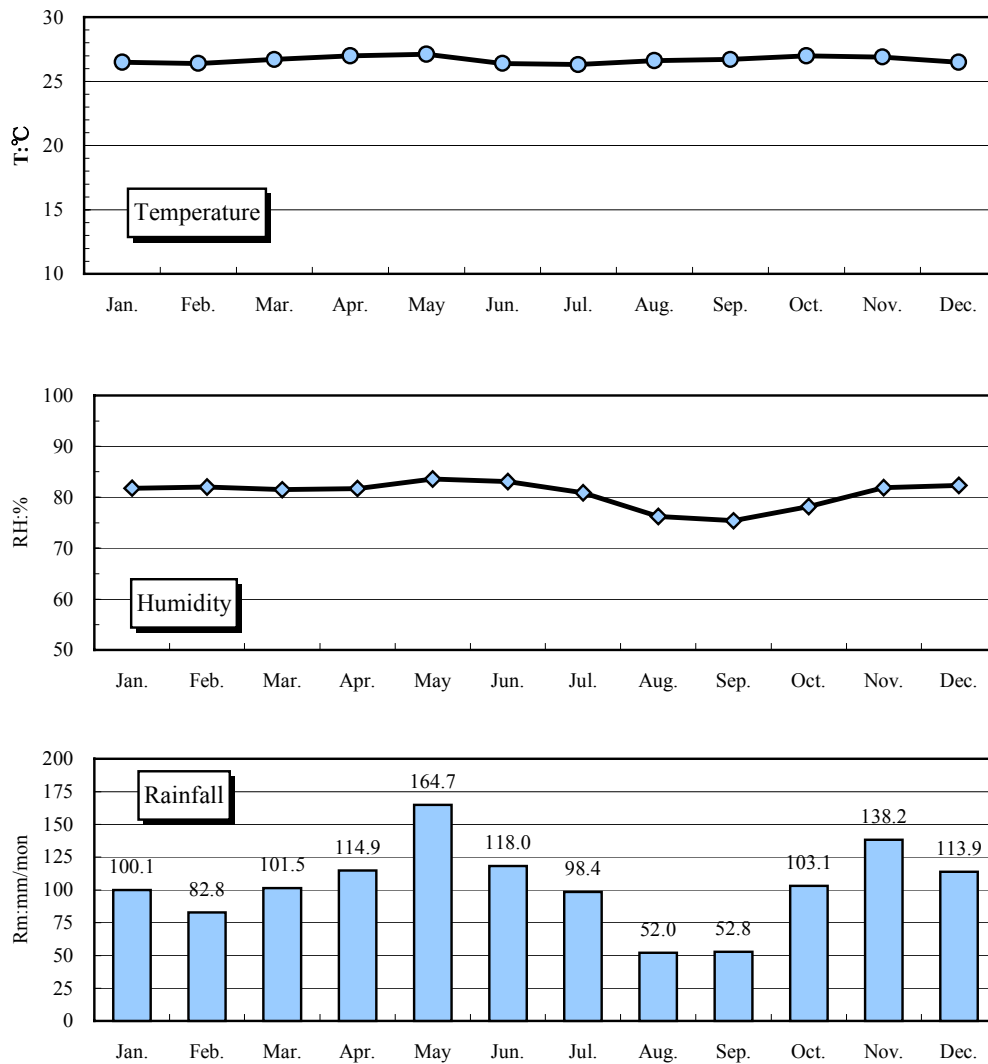 30
25
20
15
10
T:℃
Temperature
Jan. Feb. Mar. Apr. May Jun. Jul. Aug. Sep. Oct. Nov. Dec.
100
90
80
70
60
50
RH:%
Humidity
Jan. Feb. Mar. Apr. May Jun. Jul. Aug. Sep. Oct. Nov. Dec.
200
175
150
125
100
75
50
25
0
Rm:mm/mon
Rainfall
100.1 82.8 101.5 114.9 164.7 118.0 98.4 52.0 52.8 103.1 138.2 113.9
Jan. Feb. Mar. Apr. May Jun. Jul. Aug. Sep. Oct. Nov. Dec.